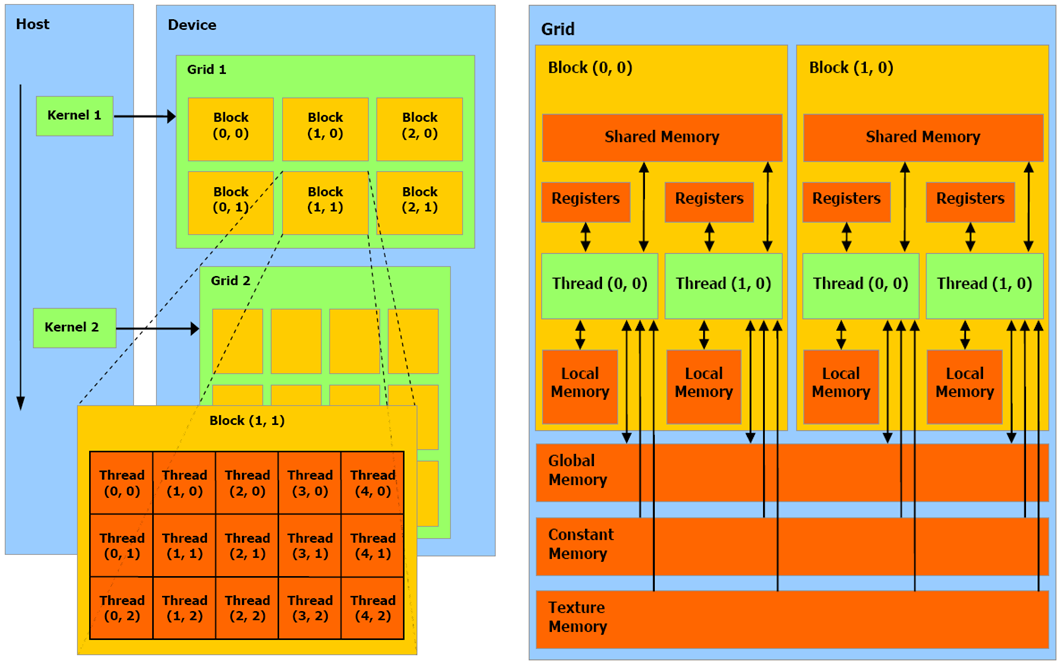 Host
Device
Grid 1
Kernel 1
Block
(0, 0)
Block
(1, 0)
Block
(2, 0)
Block
(0, 1)
Block
(1, 1)
Block
(2, 1)
Grid 2
Kernel 2
Block (1, 1)
Thread
(0, 0)
Thread
(1, 0)
Thread
(2, 0)
Thread
(3, 0)
Thread
(4, 0)
Thread
(0, 1)
Thread
(1, 1)
Thread
(2, 1)
Thread
(3, 1)
Thread
(4, 1)
Thread
(0, 2)
Thread
(1, 2)
Thread
(2, 2)
Thread
(3, 2)
Thread
(4, 2)
Grid
Block (0, 0)
Shared Memory
Registers
Registers
Thread (0, 0)
Thread (1, 0)
Local
Memory
Local
Memory
Block (1, 0)
Shared Memory
Registers
Registers
Thread (0, 0)
Thread (1, 0)
Local
Memory
Local
Memory
Global
Memory
Constant
Memory
Texture
Memory